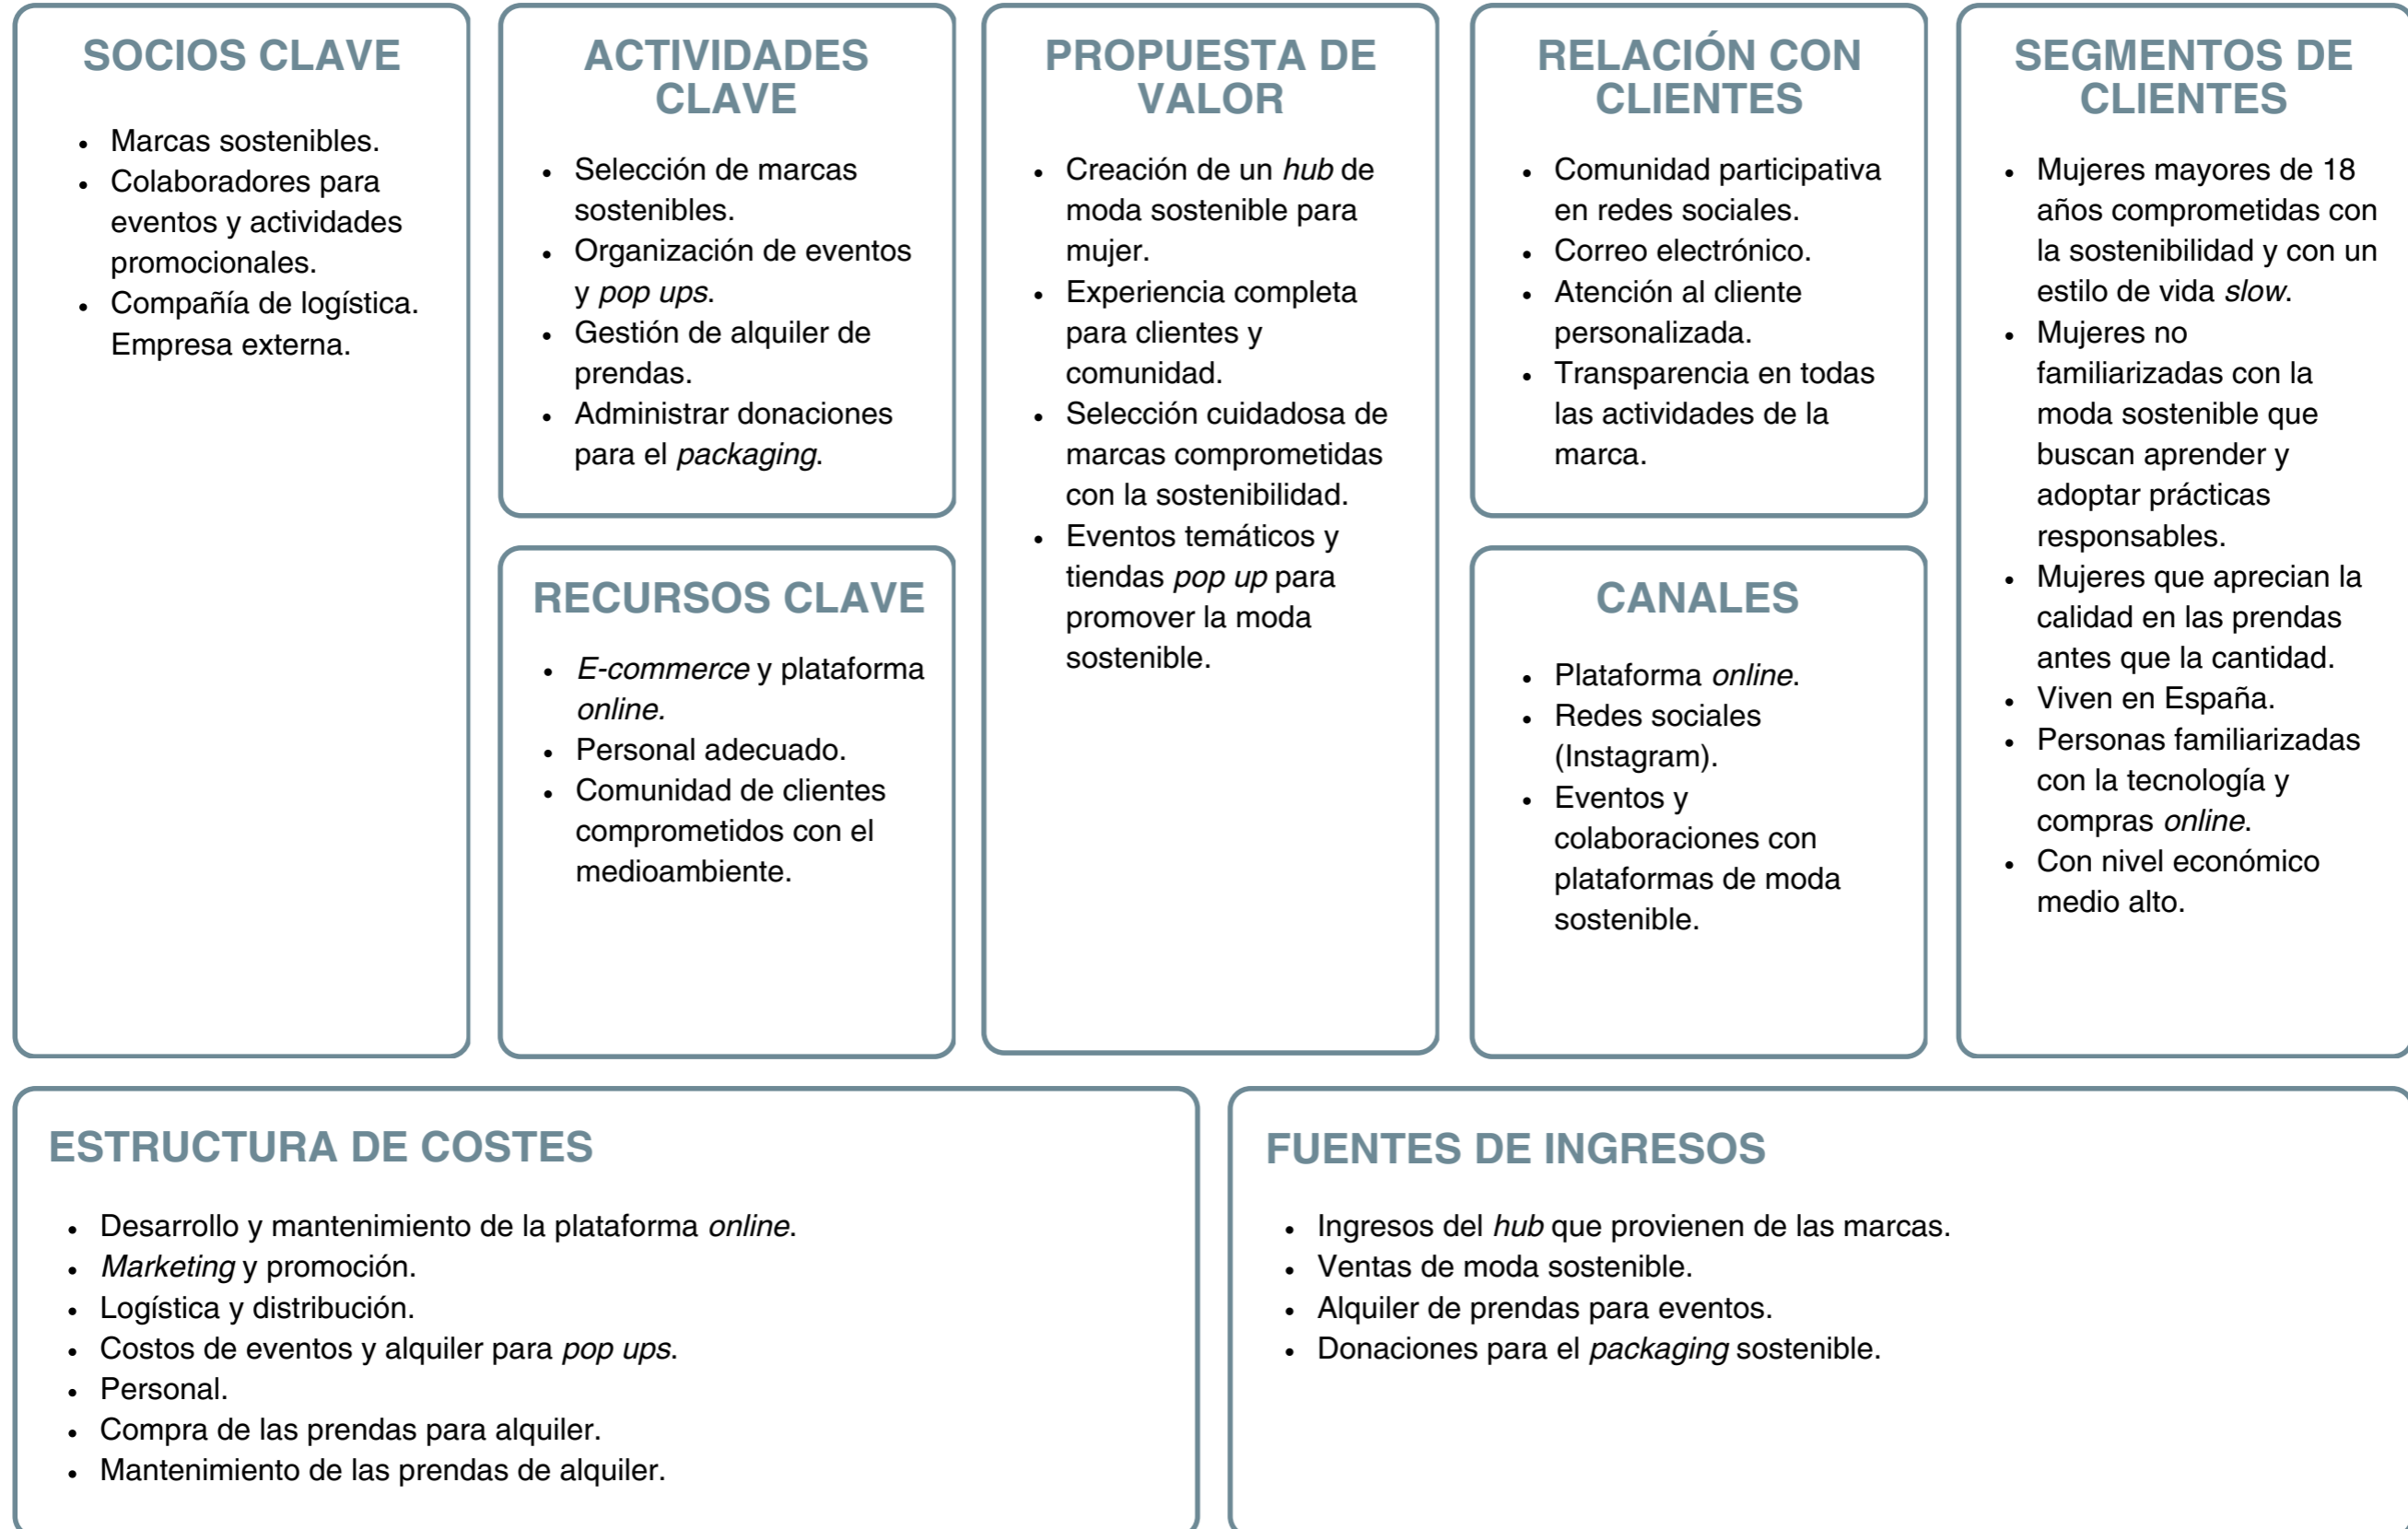 SOCIOS CLAVE
• Marcas sostenibles.
• Colaboradores para
eventos y actividades
promocionales.
• Compañía de logística.
Empresa externa.
ACTIVIDADES
CLAVE
• Selección de marcas
sostenibles.
• Organización de eventos
y pop ups.
• Gestión de alquiler de
prendas.
• Administrar donaciones
para el packaging.
RECURSOS CLAVE
• E-commerce y plataforma
online.
• Personal adecuado.
• Comunidad de clientes
comprometidos con el
medioambiente.
PROPUESTA DE
VALOR
• Creación de un hub de
moda sostenible para
mujer.
• Experiencia completa
para clientes y
comunidad.
• Selección cuidadosa de
marcas comprometidas
con la sostenibilidad.
• Eventos temáticos y
tiendas pop up para
promover la moda
sostenible.
RELACIÓN CON
CLIENTES
• Comunidad participativa
en redes sociales.
• Correo electrónico.
• Atención al cliente
personalizada.
• Transparencia en todas
las actividades de la
marca.
CANALES
• Plataforma online.
• Redes sociales
(Instagram).
• Eventos y
colaboraciones con
plataformas de moda
sostenible.
SEGMENTOS DE
CLIENTES
• Mujeres mayores de 18
años comprometidas con
la sostenibilidad y con un
estilo de vida slow.
• Mujeres no
familiarizadas con la
moda sostenible que
buscan aprender y
adoptar prácticas
responsables.
• Mujeres que aprecian la
calidad en las prendas
antes que la cantidad.
• Viven en España.
• Personas familiarizadas
con la tecnología y
compras online.
• Con nivel económico
medio alto.
ESTRUCTURA DE COSTES
• Desarrollo y mantenimiento de la plataforma online.
• Marketing y promoción.
• Logística y distribución.
• Costos de eventos y alquiler para pop ups.
• Personal.
• Compra de las prendas para alquiler.
• Mantenimiento de las prendas de alquiler.
FUENTES DE INGRESOS
• Ingresos del hub que provienen de las marcas.
• Ventas de moda sostenible.
• Alquiler de prendas para eventos.
• Donaciones para el packaging sostenible.